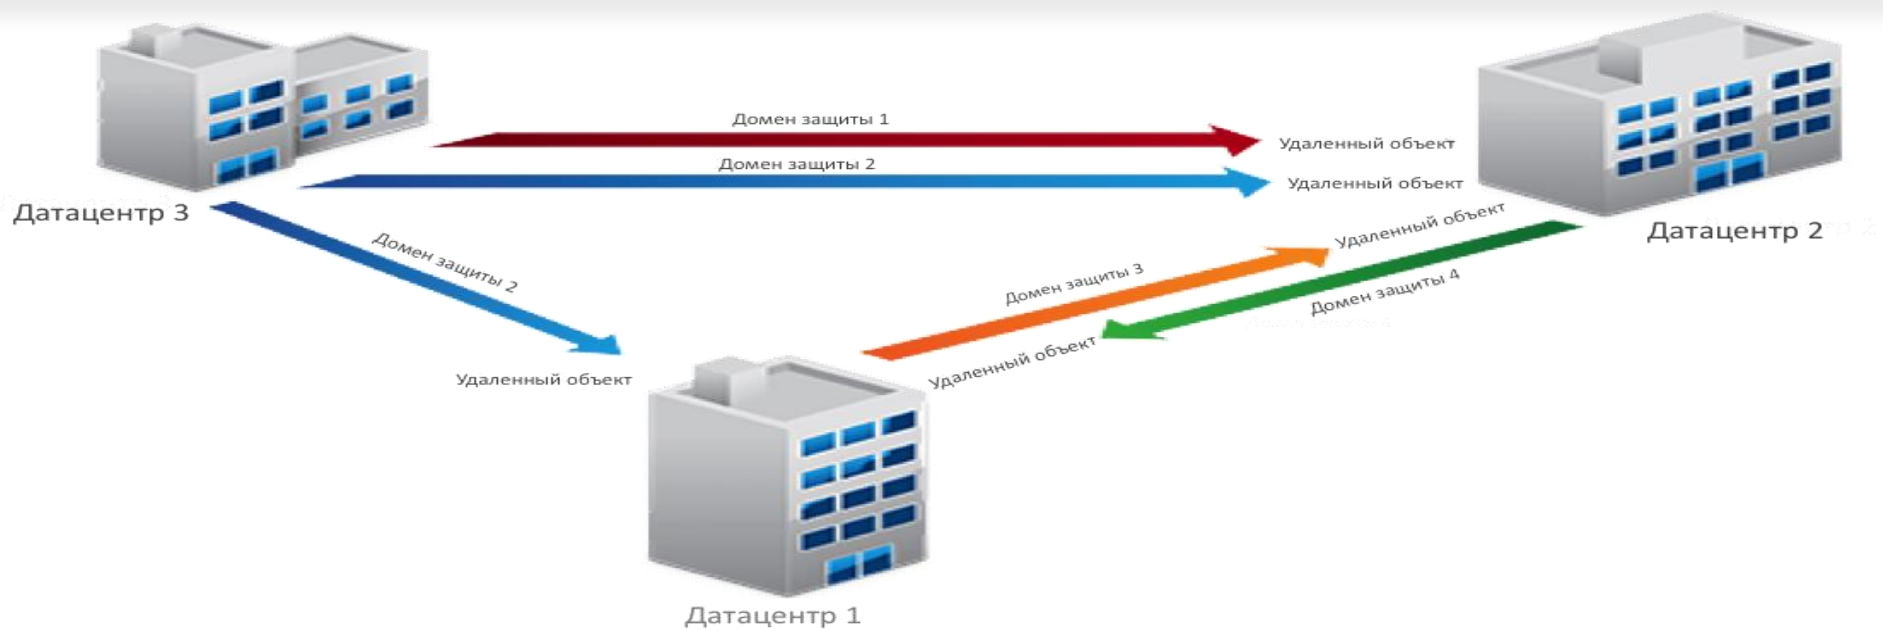 Домен защиты 1
Удаленный объект
Домен защиты 2
Удаленный объект
Датацентр 3
Удаленный объект
Датацентр 2
Домен защиты 2
Домен защиты 3
Домен защиты 4
Удаленный объект
Удаленный объект
Датацентр 1